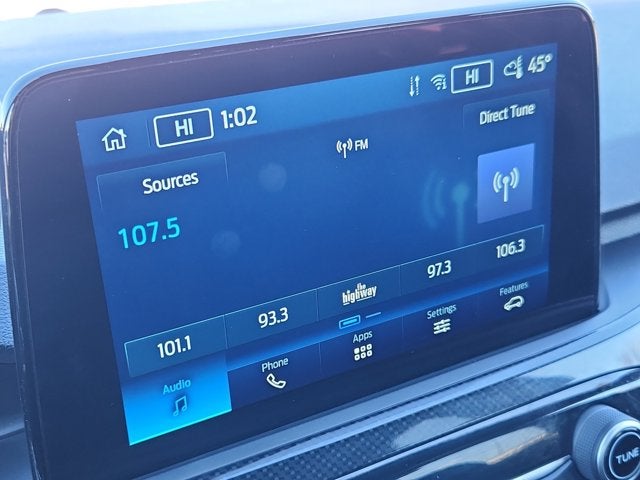 HI 1:02 HI 45°
Sources FM Direct Tune
107.5
101.1 93.3 the highway 97.3 106.3
Audio Phone Apps Settings Features
TUNE